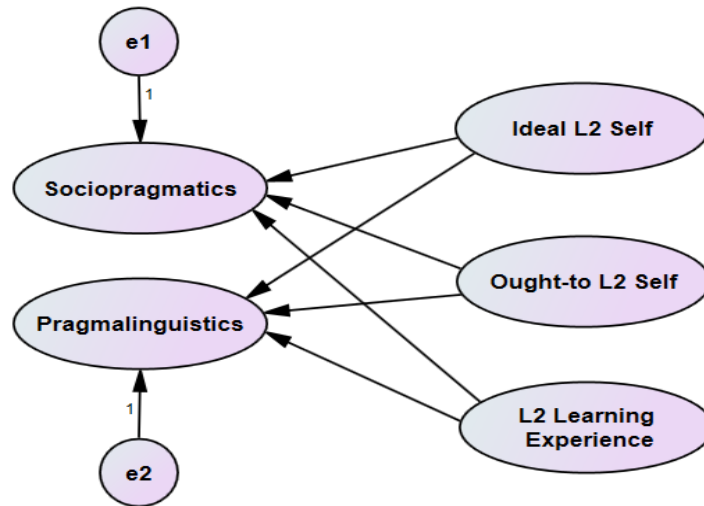 e1
1
Ideal L2 Self
Sociopragmatics
Ought-to L2 Self
Pragmalinguistics
1
L2 Learning
Experience
e2